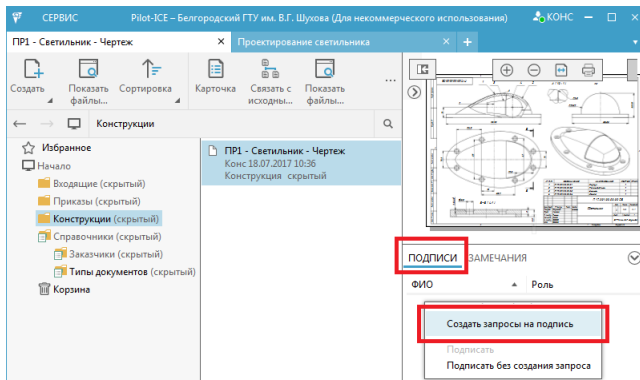 СЕРВИС
Pilot-ICE – Белгородский ГТУ им. В.Г. Шухова (Для некоммерческого использования)
КОНС
ПР1 - Светильник - Чертеж
Проектирование светильника
Создать
Показать файлы...
Сортировка
Карточка
Связать с исходны...
Показать файлы...
...
Конструкции
Избранное
Начало
Входящие (скрытый)
Приказы (скрытый)
Конструкции (скрытый)
Справочники (скрытый)
Заказчики (скрытый)
Типы документов (скрытый)
Корзина
ПР1 - Светильник - Чертеж
Конс 18.07.2017 10:36
Конструкция скрытый
ПОДПИСИ
ЗАМЕЧАНИЯ
ФИО
Роль
Создать запросы на подпись
Подписать
Подписать без создания запроса